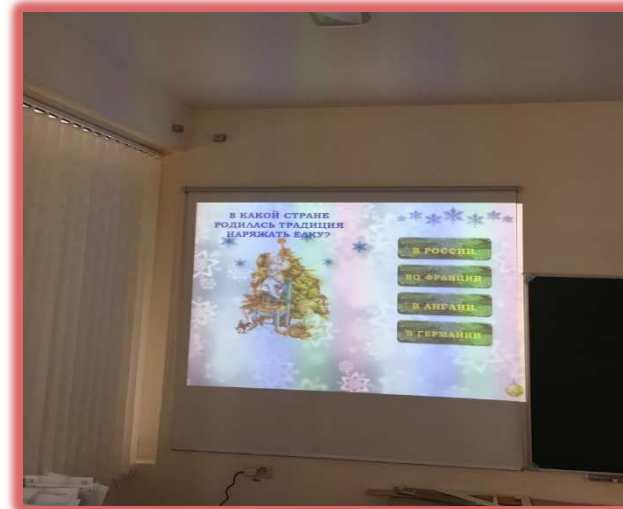 В КАКОЙ СТРАНЕ
РОДИЛАСЬ ТРАДИЦИЯ
НАРЯЖАТЬ ЕЛКУ?
В РОССИИ
ВО ФРАНЦИИ
В АНГЛИИ
В ГЕРМАНИИ